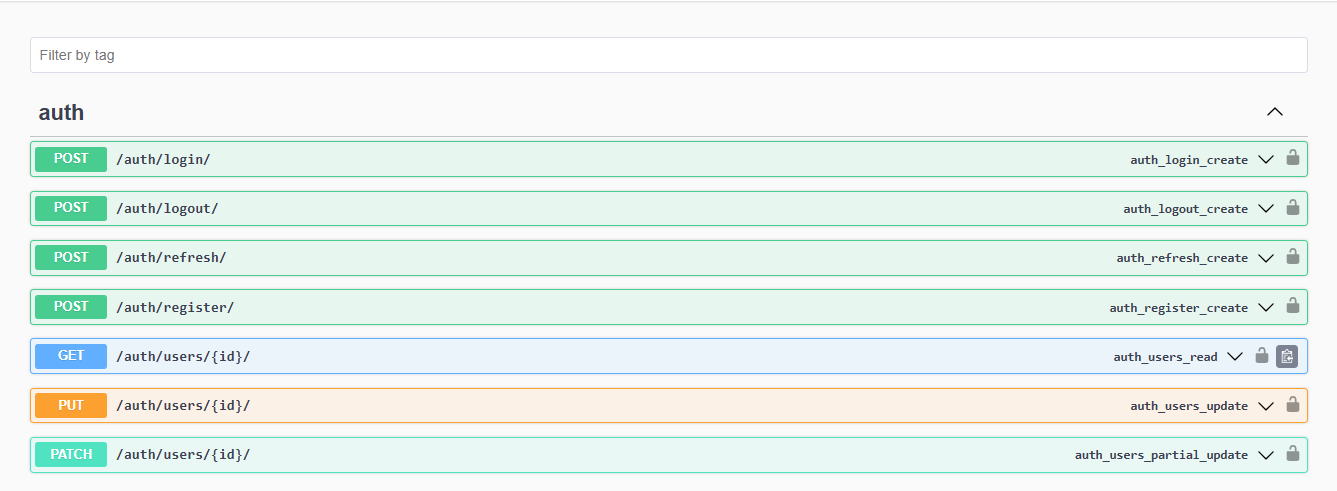 Filter by tag
auth
POST /auth/login/ auth_login_create
POST /auth/logout/ auth_logout_create
POST /auth/refresh/ auth_refresh_create
POST /auth/register/ auth_register_create
GET /auth/users/{id}/ auth_users_read
PUT /auth/users/{id}/ auth_users_update
PATCH /auth/users/{id}/ auth_users_partial_update